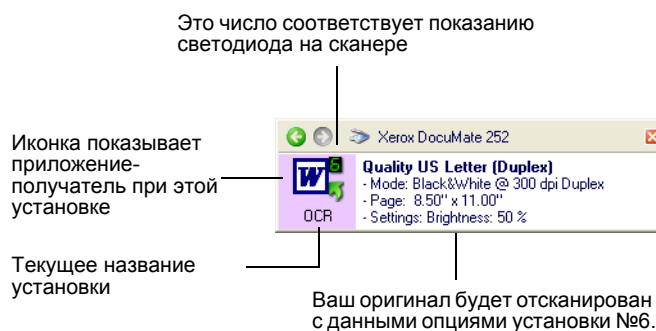 Это число соответствует показанию
светодиода на сканере
Xerox DocuMate 252
Иконка показывает
приложение-
получатель при этой
установке
W
6
OCR
Quality US Letter (Duplex)
- Mode: Black&White @ 300 dpi Duplex
- Page: 8.50" x 11.00"
- Settings: Brightness: 50 %
Текущее название
установки
Ваш оригинал будет отсканирован
с данными опциями установки №6.